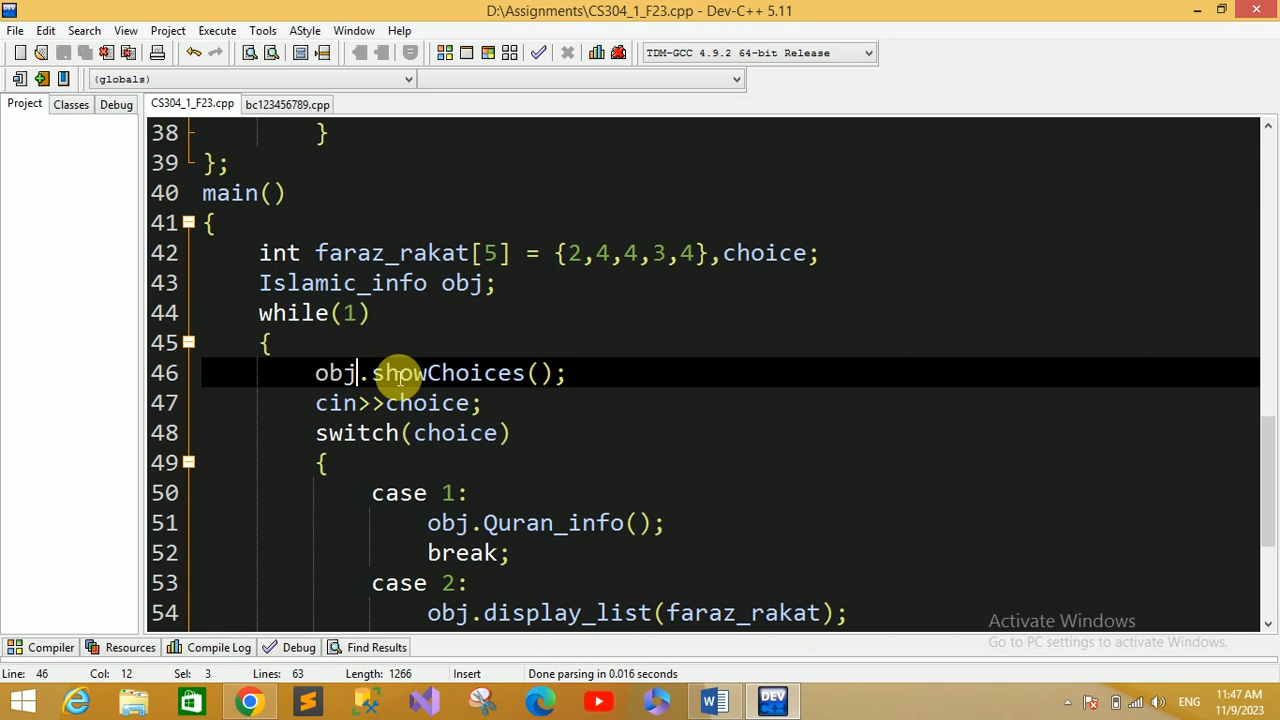 D:\Assignments\CS304_1_F23.cpp - Dev-C++ 5.11
File Edit Search View Project Execute Tools AStyle Window Help
TDM-GCC 4.9.2 64-bit Release
(globals)
Project Classes Debug CS304_1_F23.cpp bc123456789.cpp
38 }
39 };
40 main()
41 {
42 int faraz_rakat[5] = {2,4,4,3,4},choice;
43 Islamic_info obj;
44 while(1)
45 {
46 obj.showChoices();
47 cin>>choice;
48 switch(choice)
49 {
50 case 1:
51 obj.Quran_info();
52 break;
53 case 2:
54 obj.display_list(faraz_rakat);
Activate Windows
Go to PC settings to activate Windows.
Compiler Resources Compile Log Debug Find Results
Line: 46 Col: 12 Sel: 3 Lines: 63 Length: 1266 Insert Done parsing in 0.016 seconds
DEV
ENG
11:47 AM
11/9/2023